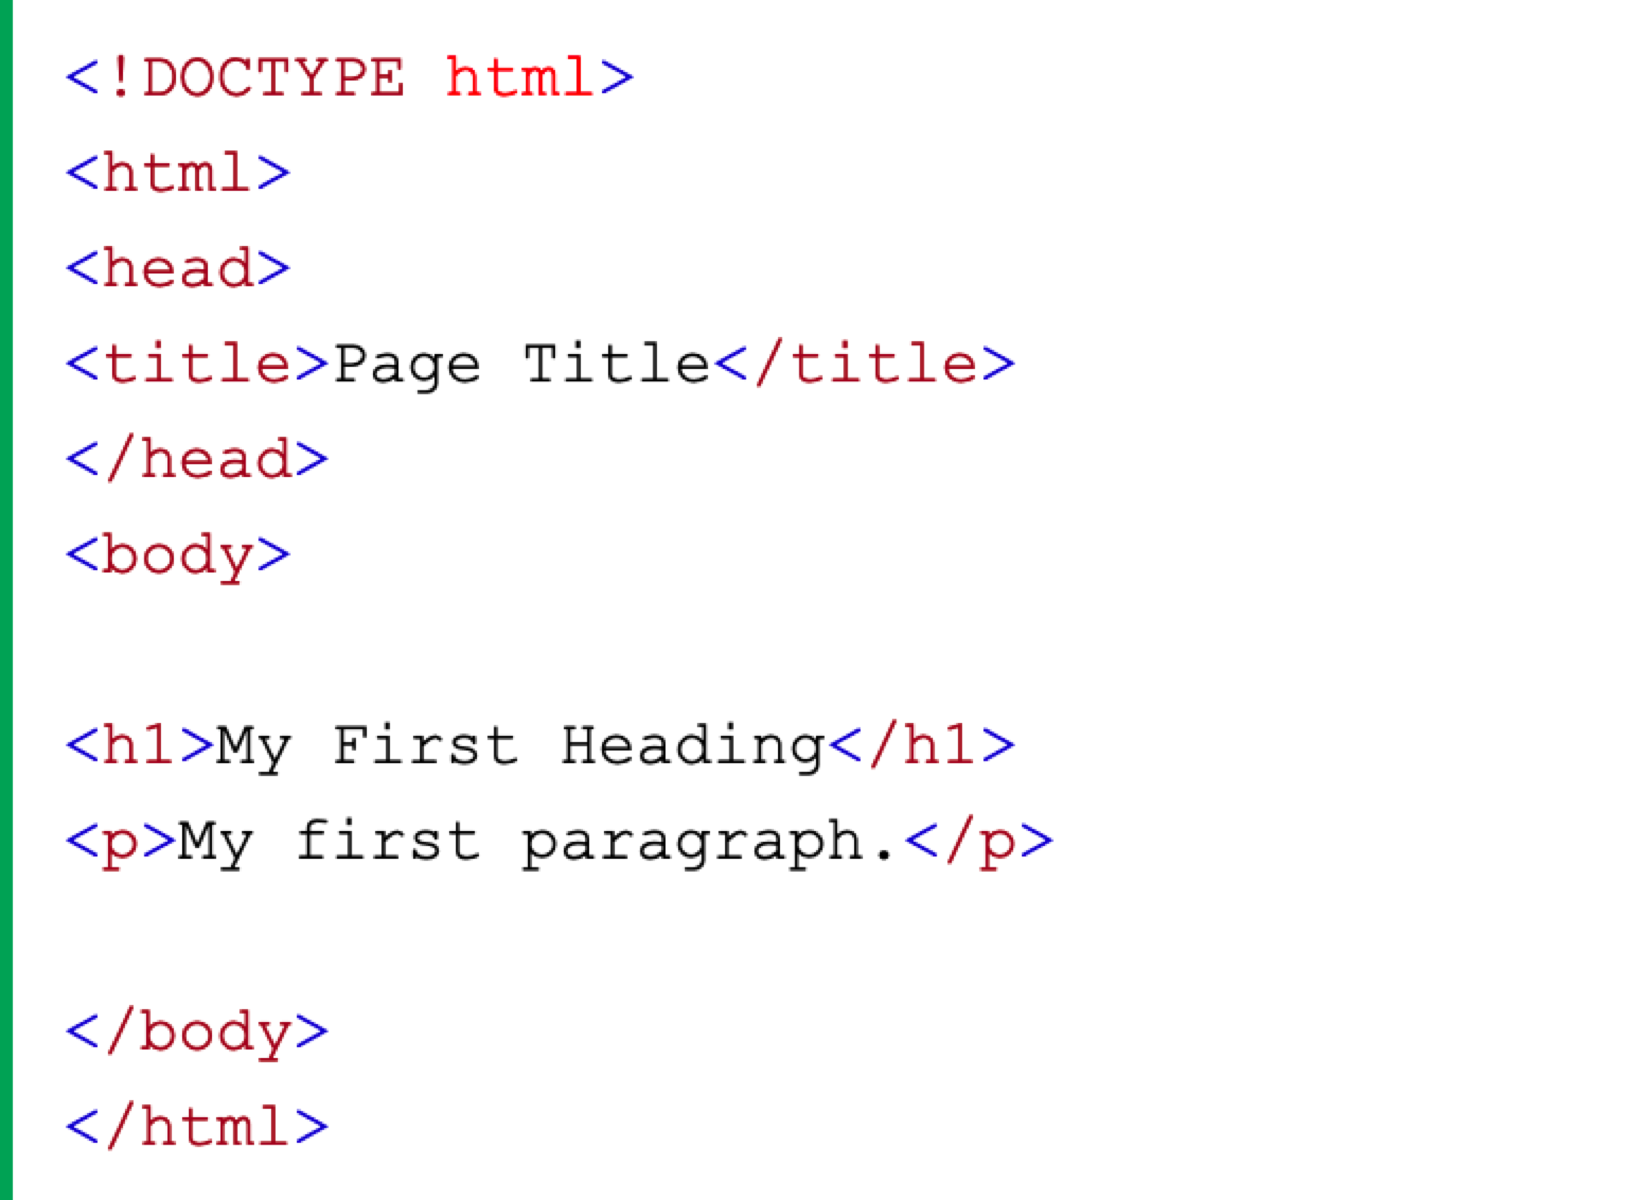 <!DOCTYPE html>
<html>
<head>
<title>Page Title</title>
</head>
<body>
<h1>My First Heading</h1>
<p>My first paragraph.</p>
</body>
</html>